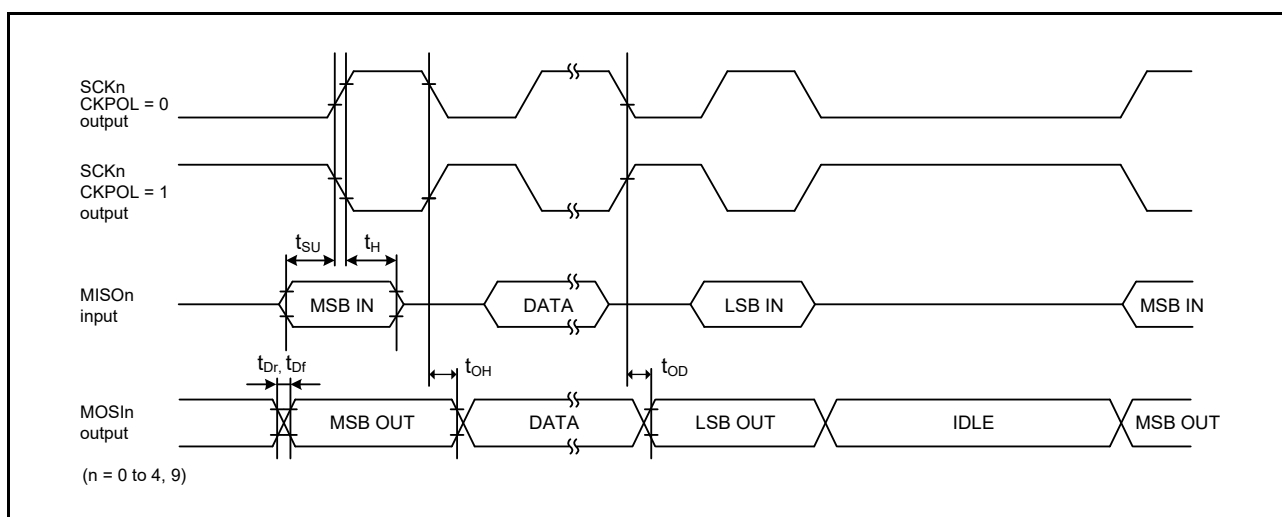 SCKn
CKPOL = 0
output
SCKn
CKPOL = 1
output
tSU
tH
MISOn
input
MSB IN
DATA
LSB IN
MSB IN
tDr, tDf
tOH
tOD
MOSIn
output
MSB OUT
DATA
LSB OUT
IDLE
MSB OUT
(n = 0 to 4, 9)